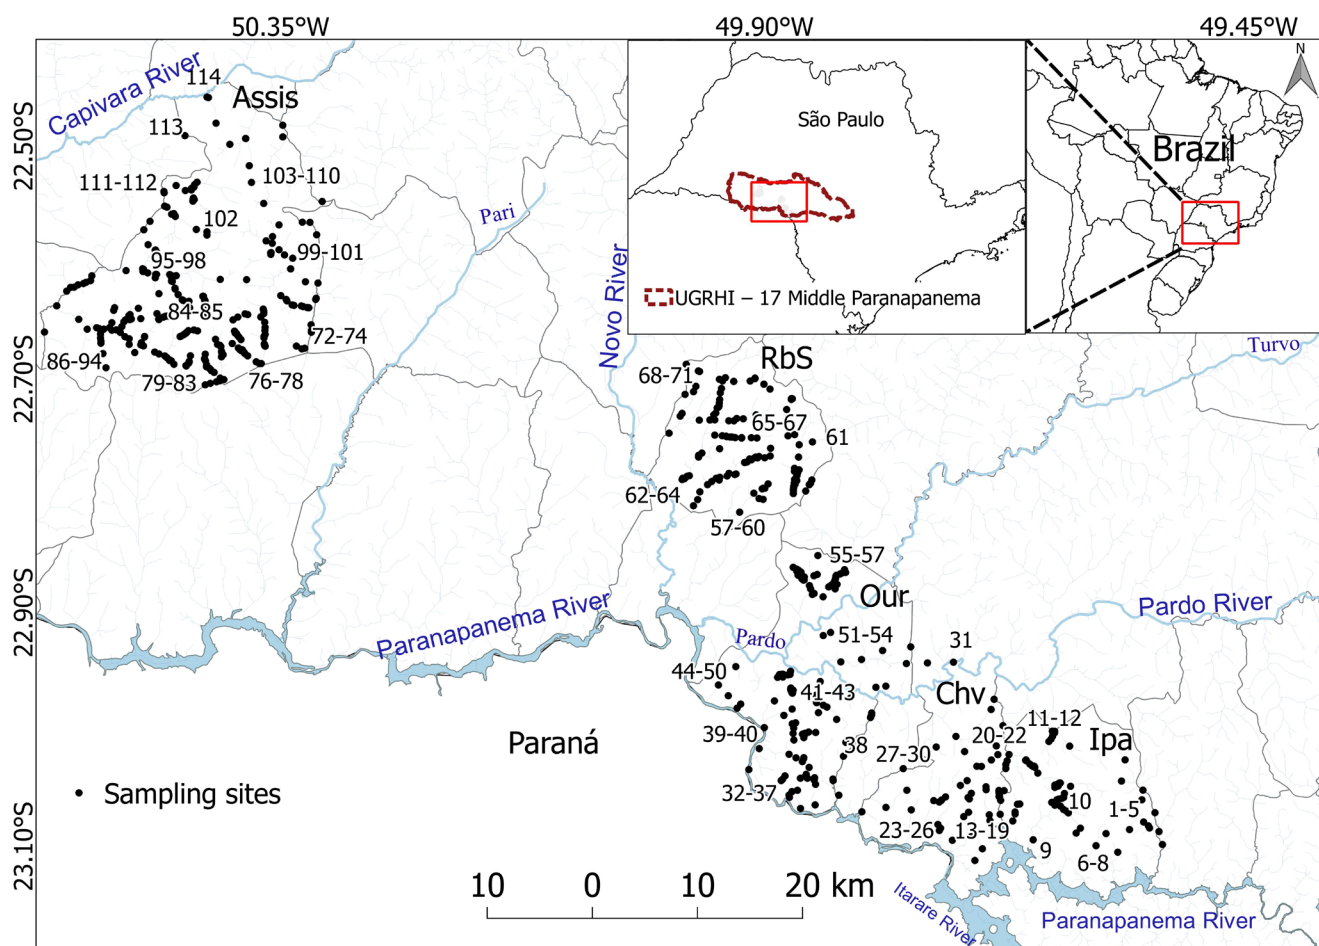 50.35°W
49.90°W
49.45°W
N
22.50°S
22.70°S
22.90°S
23.10°S
Capivara River
114
Assis
113
111-112
103-110
102
Pari
99-101
95-98
84-85
72-74
86-94
79-83
76-78
São Paulo
UGRHI – 17 Middle Paranapanema
Brazil
Novo River
RbS
Turvo
68-71
65-67
61
62-64
57-60
55-57
Our
Paranapanema River
Pardo River
Pardo
51-54
31
44-50
41-43
Chv
11-12
39-40
20-22
Ipa
38
27-30
Paraná
32-37
10
1-5
Sampling sites
23-26
13-19
9
6-8
10
0
10
20 km
Itarare River
Paranapanema River